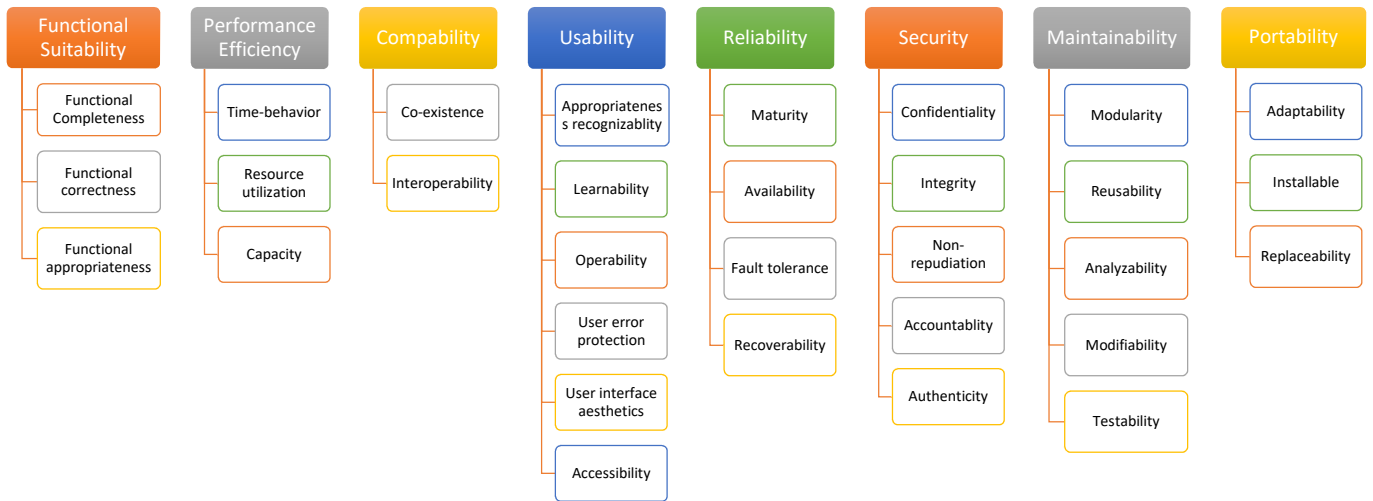 Functional
Suitability
Functional
Completeness
Functional
correctness
Functional
appropriateness
Performance
Efficiency
Time-behavior
Resource
utilization
Capacity
Compability
Co-existence
Interoperability
Usability
Appropriatenes
s recognizablity
Learnability
Operability
User error
protection
User interface
aesthetics
Accessibility
Reliability
Maturity
Availability
Fault tolerance
Recoverability
Security
Confidentiality
Integrity
Non-
repudiation
Accountablity
Authenticity
Maintainability
Modularity
Reusability
Analyzability
Modifiability
Testability
Portability
Adaptability
Installable
Replaceability